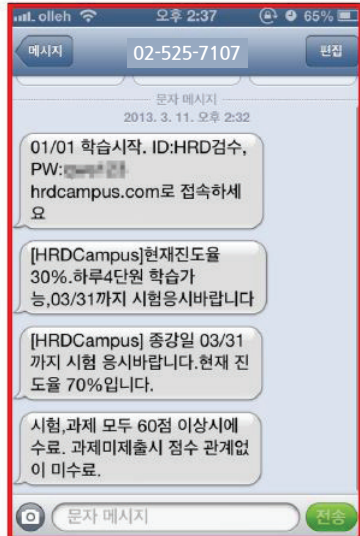 olleh 오후 2:37 65%
메시지 02-525-7107 편집
문자 메시지
2013. 3. 11. 오후 2:32
01/01 학습시작. ID:HRD검수,
PW:
hrdcampus.com로 접속하세
요
[HRDCampus]현재진도율
30%.하루4단원 학습가
능,03/31까지 시험응시바랍니다
[HRDCampus] 종강일 03/31
까지 시험 응시바랍니다.현재 진
도율 70%입니다.
시험,과제 모두 60점 이상시에
수료. 과제미제출시 점수 관계없
이 미수료.
문자 메시지 전송